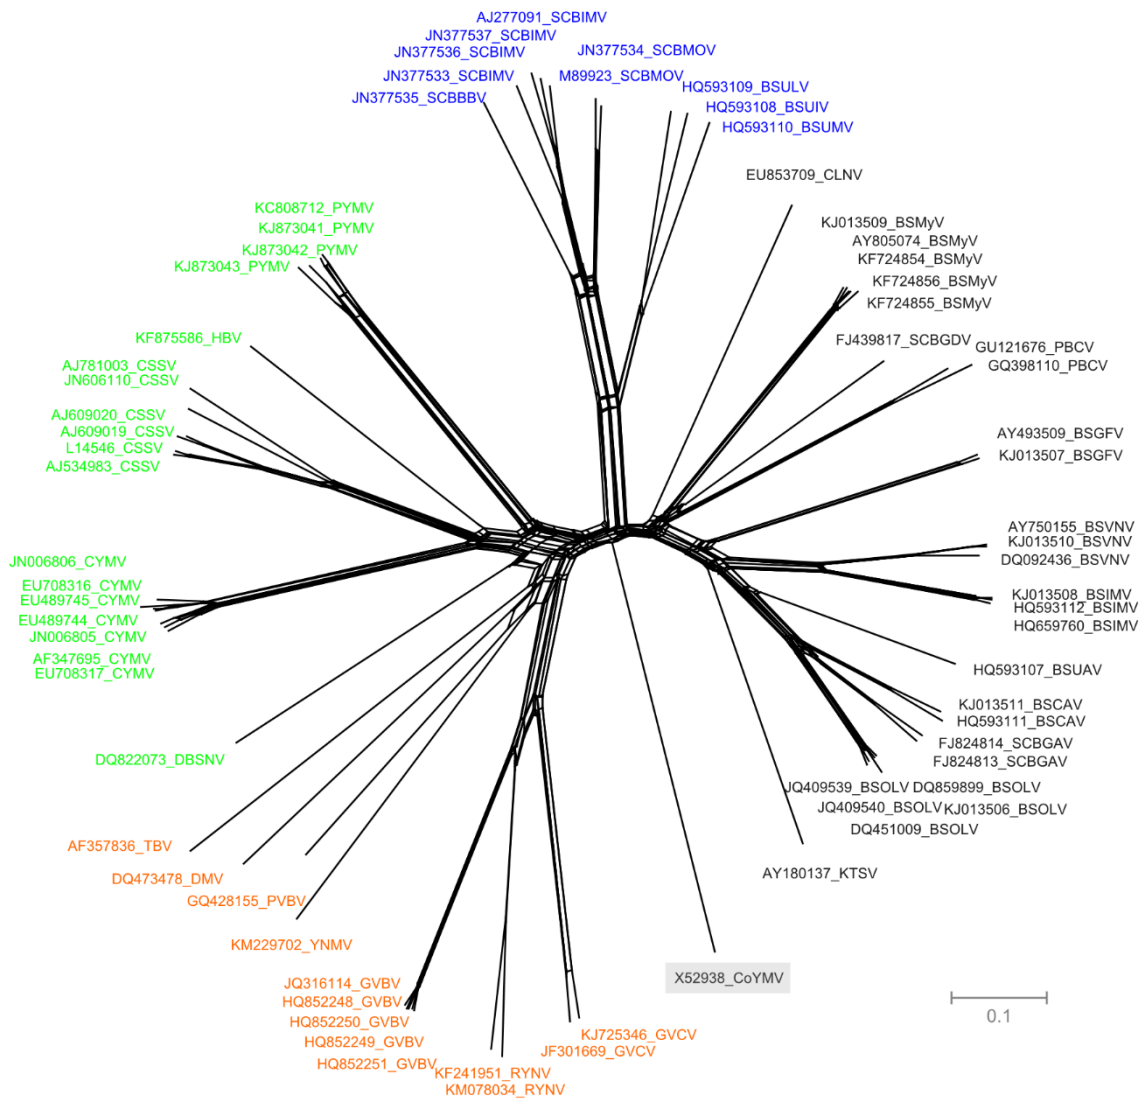 AJ277091_SCBIMV
JN377537_SCBIMV
JN377536_SCBIMV
JN377533_SCBIMV
JN377535_SCBBBV
JN377534_SCBMOV
M89923_SCBMOV
HQ593109_BSULV
HQ593108_BSUIV
HQ593110_BSUMV
EU853709_CLNV
KJ013509_BSMyV
AY805074_BSMyV
KF724854_BSMyV
KF724856_BSMyV
KF724855_BSMyV
FJ439817_SCBGDV
GU121676_PBCV
GQ398110_PBCV
AY493509_BSGFV
KJ013507_BSGFV
AY750155_BSVNV
KJ013510_BSVNV
DQ092436_BSVNV
KJ013508_BSIMV
HQ593112_BSIMV
HQ659760_BSIMV
HQ593107_BSUAV
KJ013511_BSCAV
HQ593111_BSCAV
FJ824814_SCBGAV
FJ824813_SCBGAV
JQ409539_BSOLV DQ859899_BSOLV
JQ409540_BSOLV KJ013506_BSOLV
DQ451009_BSOLV
AY180137_KTSV
X52938_CoYMV
0.1
KC808712_PYMV
KJ873041_PYMV
KJ873042_PYMV
KJ873043_PYMV
KF875586_HBV
AJ781003_CSSV
JN606110_CSSV
AJ609020_CSSV
AJ609019_CSSV
L14546_CSSV
AJ534983_CSSV
JN006806_CYMV
EU708316_CYMV
EU489745_CYMV
EU489744_CYMV
JN006805_CYMV
AF347695_CYMV
EU708317_CYMV
DQ822073_DBSNV
AF357836_TBV
DQ473478_DMV
GQ428155_PVBV
KM229702_YNMV
JQ316114_GVBV
HQ852248_GVBV
HQ852250_GVBV
HQ852249_GVBV
HQ852251_GVBV
KF241951_RYNV
KM078034_RYNV
KJ725346_GVCV
JF301669_GVCV